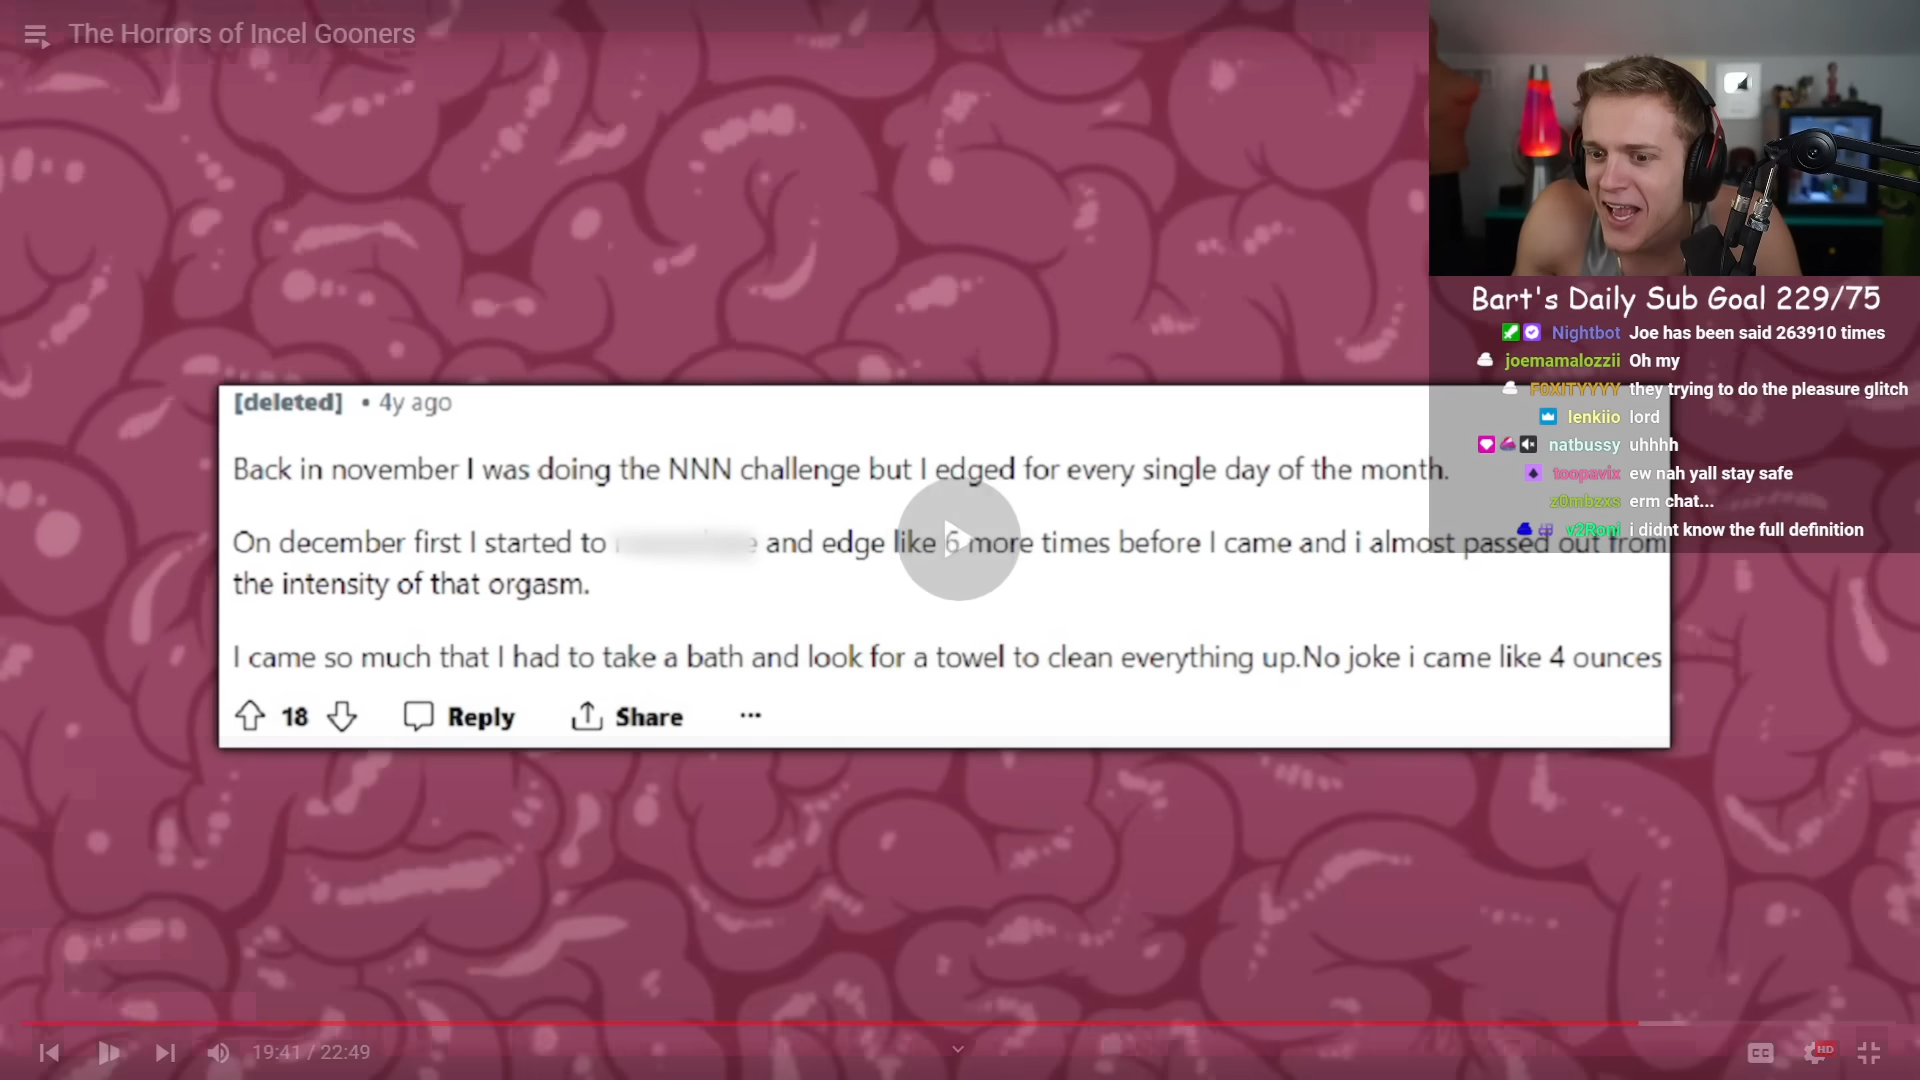 The Horrors of Incel Gooners
Bart's Daily Sub Goal 229/75
Nightbot Joe has been said 263910 times
joemamalozzii Oh my
F0XITYYYY they trying to do the pleasure glitch
lenkiio lord
natbussy uhhhh
toopavix ew nah yall stay safe
z0mbzxs erm chat...
v2Roni i didnt know the full definition
[deleted] • 4y ago
Back in november I was doing the NNN challenge but I edged for every single day of the month.
On december first I started to and edge like 6 more times before I came and i almost passed out from
the intensity of that orgasm.
I came so much that I had to take a bath and look for a towel to clean everything up.No joke i came like 4 ounces
18 Reply Share ...
19:41 / 22:49
CC HD